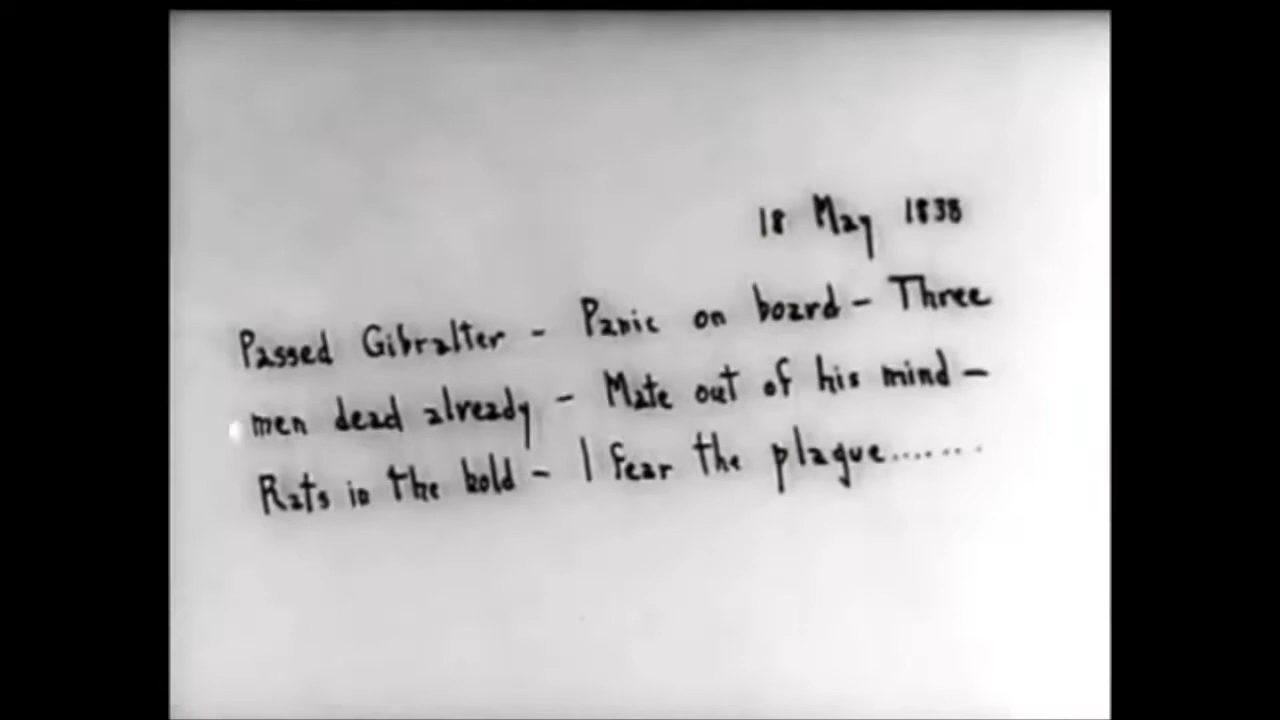 18 May 1838
Passed Gibralter - Panic on board - Three
men dead already - Mate out of his mind -
Rats in the hold - I fear the plague.......